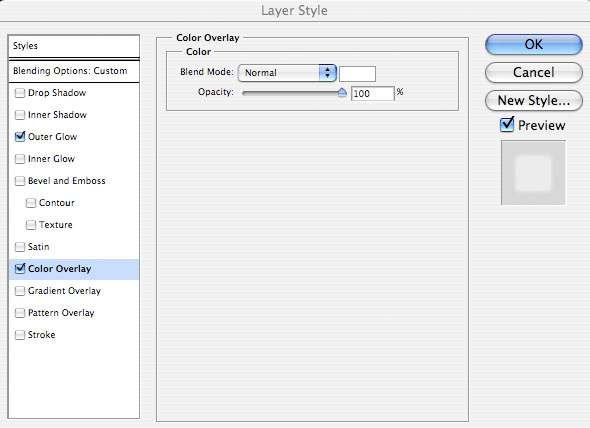 Layer Style
Styles
Blending Options: Custom
Drop Shadow
Inner Shadow
Outer Glow
Inner Glow
Bevel and Emboss
Contour
Texture
Satin
Color Overlay
Gradient Overlay
Pattern Overlay
Stroke
Color Overlay
Color
Blend Mode: Normal
Opacity: 100 %
OK
Cancel
New Style...
Preview